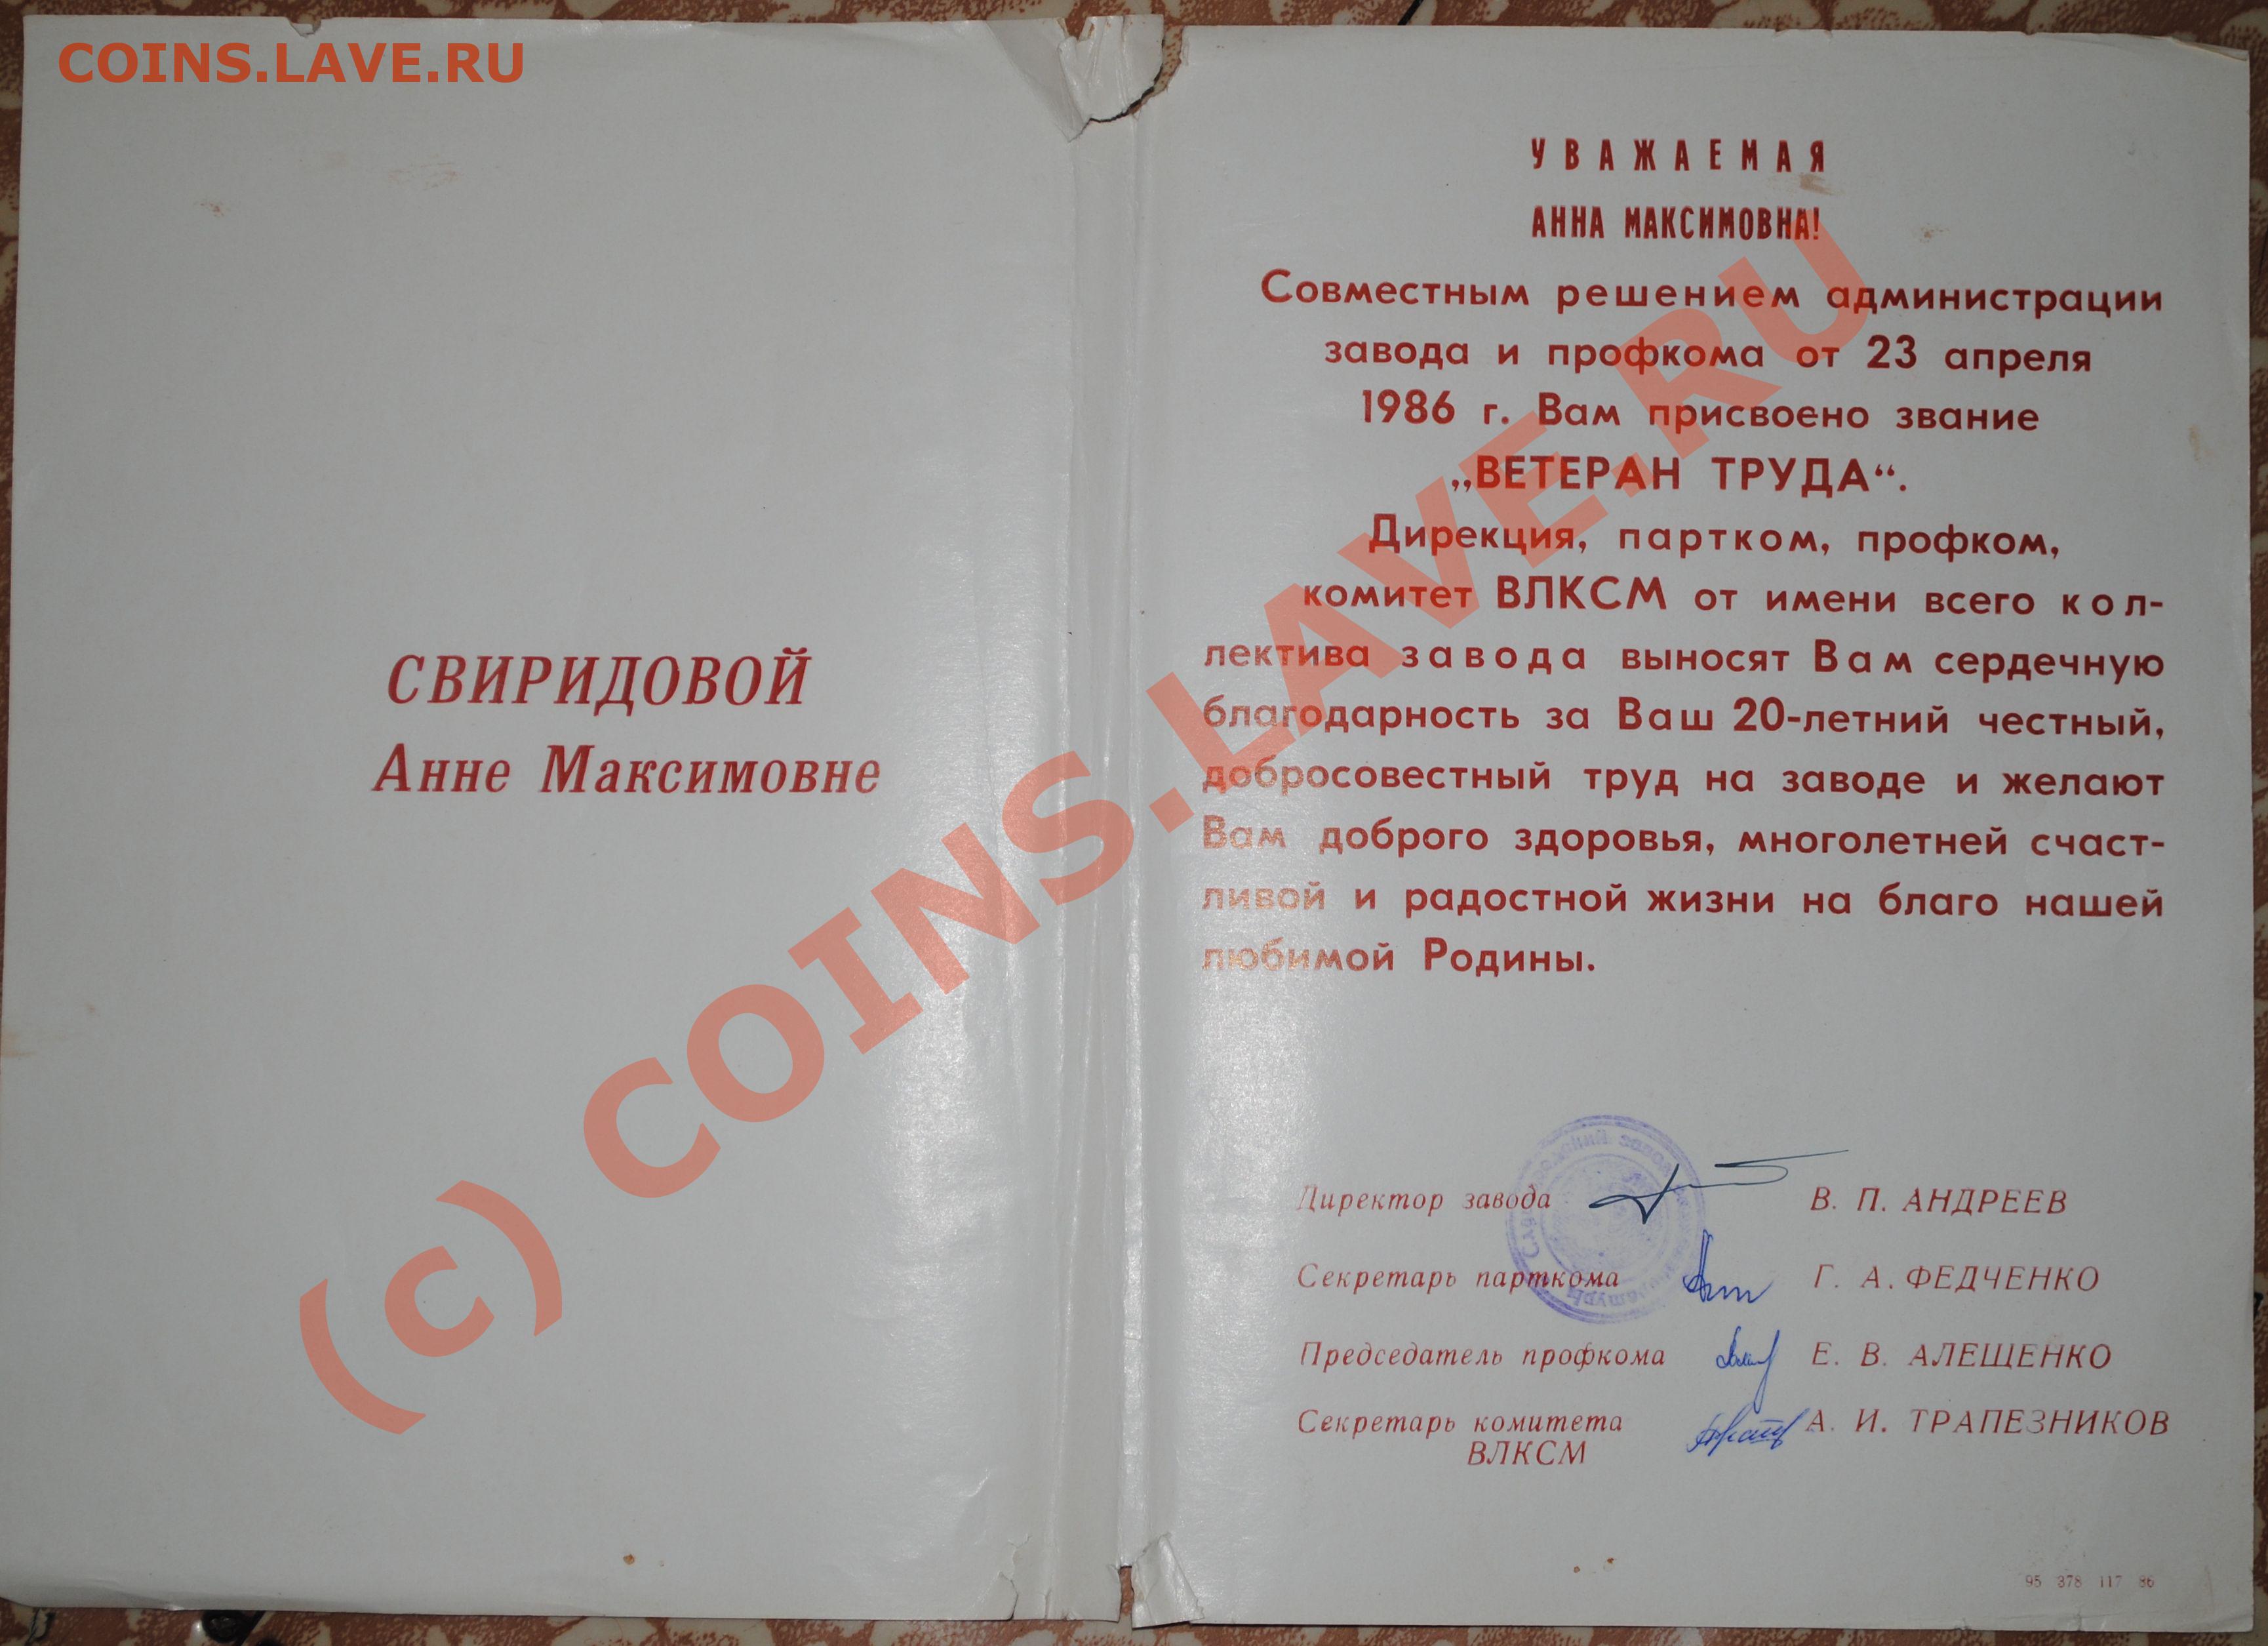 COINS.LAVE.RU
СВИРИДОВОЙ
Анне Максимовне
УВАЖАЕМАЯ
АННА МАКСИМОВНА!
Совместным решением администрации
завода и профкома от 23 апреля
1986 г. Вам присвоено звание
„ВЕТЕРАН ТРУДА“.
Дирекция, партком, профком,
комитет ВЛКСМ от имени всего кол-
лектива завода выносят Вам сердечную
благодарность за Ваш 20-летний честный,
добросовестный труд на заводе и желают
Вам доброго здоровья, многолетней счаст-
ливой и радостной жизни на благо нашей
любимой Родины.
Директор завода В. П. АНДРЕЕВ
Секретарь парткома Г. А. ФЕДЧЕНКО
Председатель профкома Е. В. АЛЕЩЕНКО
Секретарь комитета А. И. ТРАПЕЗНИКОВ
ВЛКСМ
95 378 117 86
(c) COINS.LAVE.RU